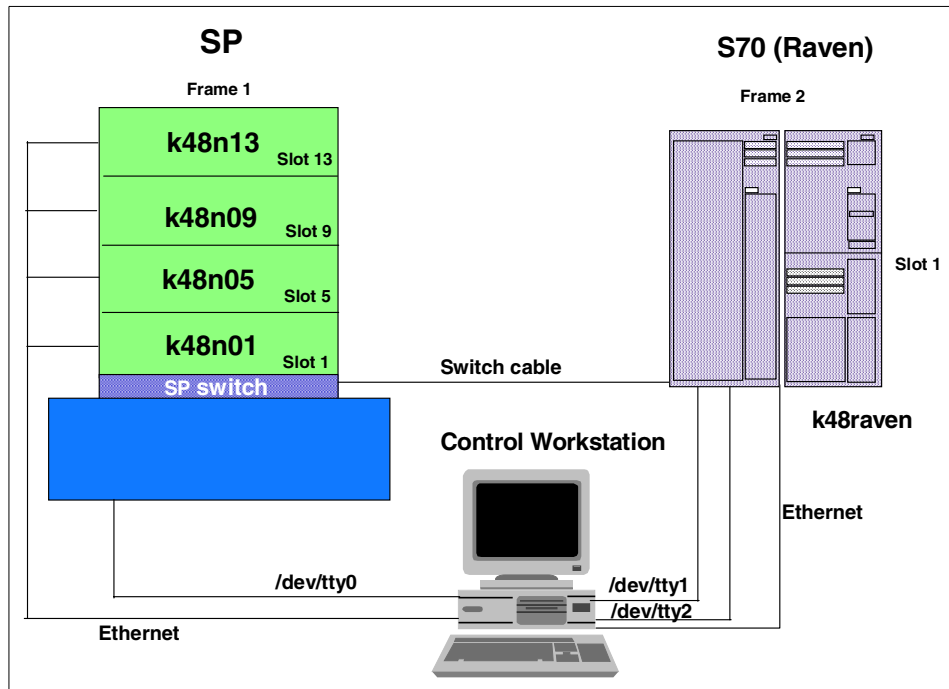 SP
S70 (Raven)
Frame 1
Frame 2
k48n13
Slot 13
k48n09
Slot 9
k48n05
Slot 5
Slot 1
k48n01
Slot 1
SP switch
Switch cable
k48raven
Control Workstation
Ethernet
/dev/tty0
/dev/tty1
/dev/tty2
Ethernet